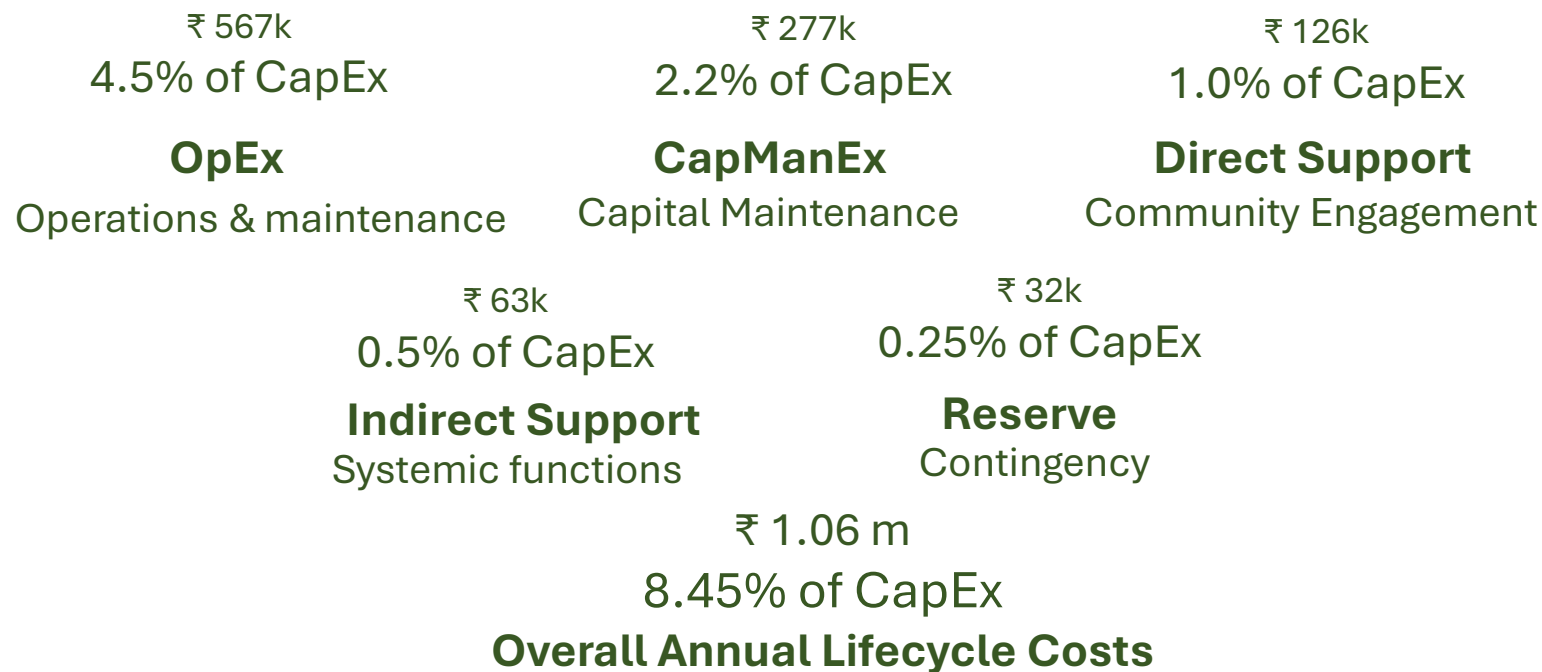 ₹ 567k
4.5% of CapEx
OpEx
Operations & maintenance
₹ 277k
2.2% of CapEx
CapManEx
Capital Maintenance
₹ 126k
1.0% of CapEx
Direct Support
Community Engagement
₹ 63k
0.5% of CapEx
Indirect Support
Systemic functions
₹ 32k
0.25% of CapEx
Reserve
Contingency
₹ 1.06 m
8.45% of CapEx
Overall Annual Lifecycle Costs